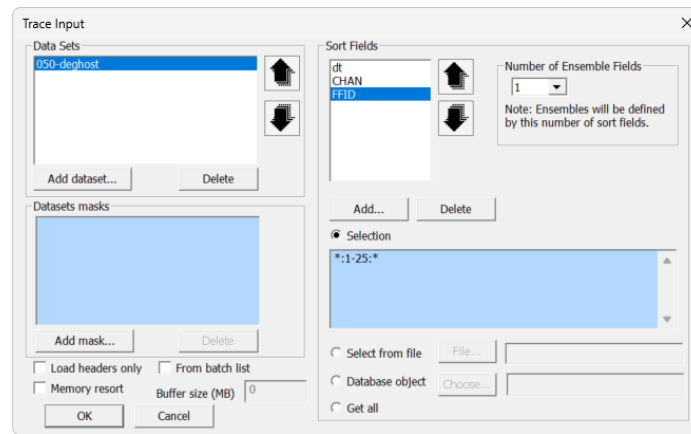 Trace Input
Data Sets
050-deghost
Add dataset...
Delete
Datasets masks
Add mask...
Delete
Load headers only
From batch list
Memory resort
Buffer size (MB)
0
OK
Cancel
Sort Fields
dt
CHAN
FFID
Number of Ensemble Fields
1
Note: Ensembles will be defined
by this number of sort fields.
Add...
Delete
Selection
*:1-25:*
Select from file
File...
Database object
Choose...
Get all